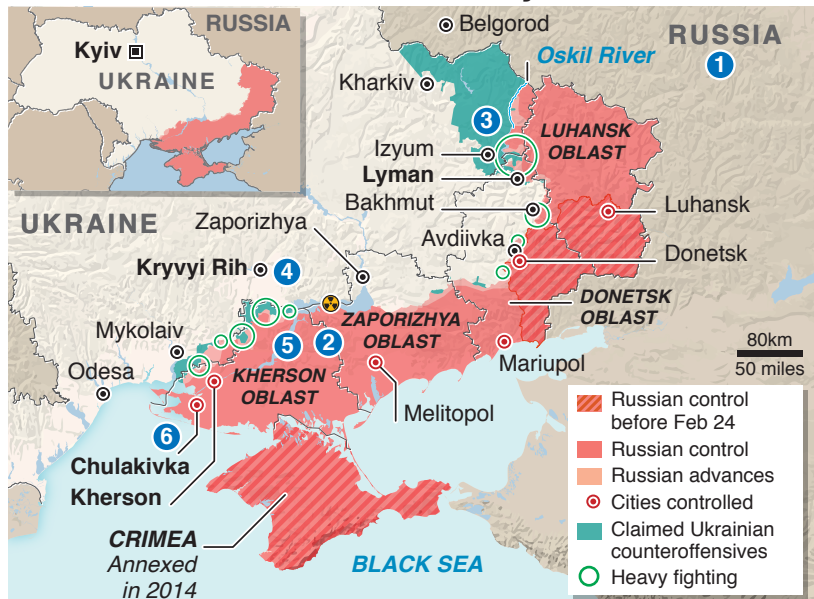 RUSSIA
Kyiv
UKRAINE
Belgorod
RUSSIA
1
Oskil River
Kharkiv
3
LUHANSK
OBLAST
Izyum
Lyman
Bakhmut
Luhansk
UKRAINE
Zaporizhya
Avdiivka
Donetsk
Kryvyi Rih
4
DONETSK
OBLAST
ZAPORIZHYA
OBLAST
Mykolaiv
5
2
80km
50 miles
Mariupol
Odesa
KHERSON
OBLAST
Melitopol
6
Chulakivka
Kherson
CRIMEA
Annexed
in 2014
BLACK SEA
Russian control
before Feb 24
Russian control
Russian advances
Cities controlled
Claimed Ukrainian
counteroffensives
Heavy fighting